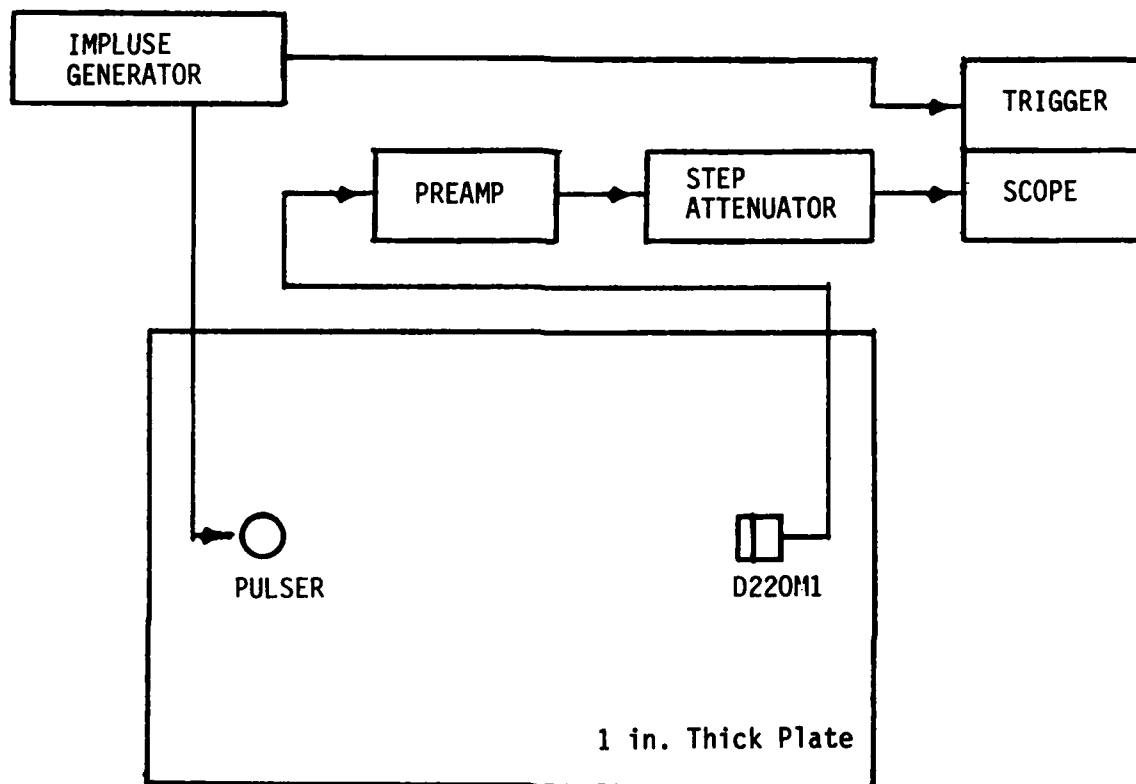 IMPLUSE
GENERATOR
TRIGGER
PREAMP
STEP
ATTENUATOR
SCOPE
PULSER
D220M1
1 in. Thick Plate